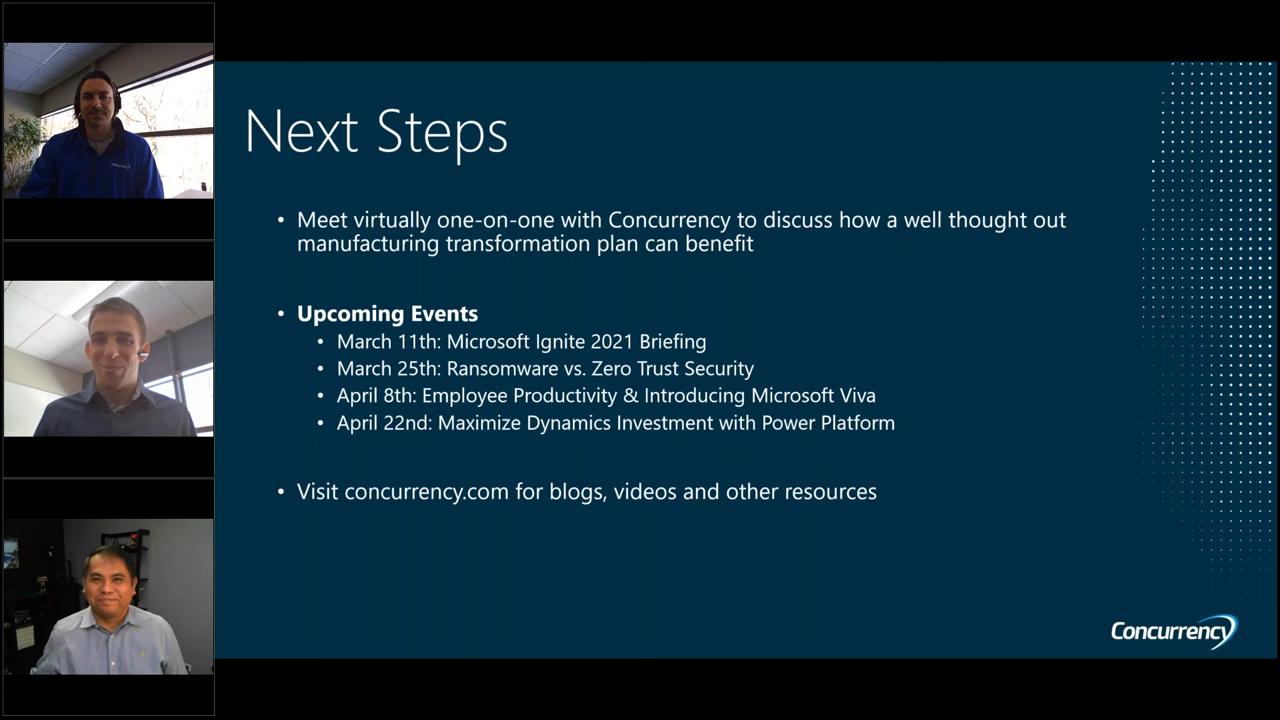 Next Steps
• Meet virtually one-on-one with Concurrency to discuss how a well thought out
manufacturing transformation plan can benefit
• Upcoming Events
• March 11th: Microsoft Ignite 2021 Briefing
• March 25th: Ransomware vs. Zero Trust Security
• April 8th: Employee Productivity & Introducing Microsoft Viva
• April 22nd: Maximize Dynamics Investment with Power Platform
• Visit concurrency.com for blogs, videos and other resources
Concurrency